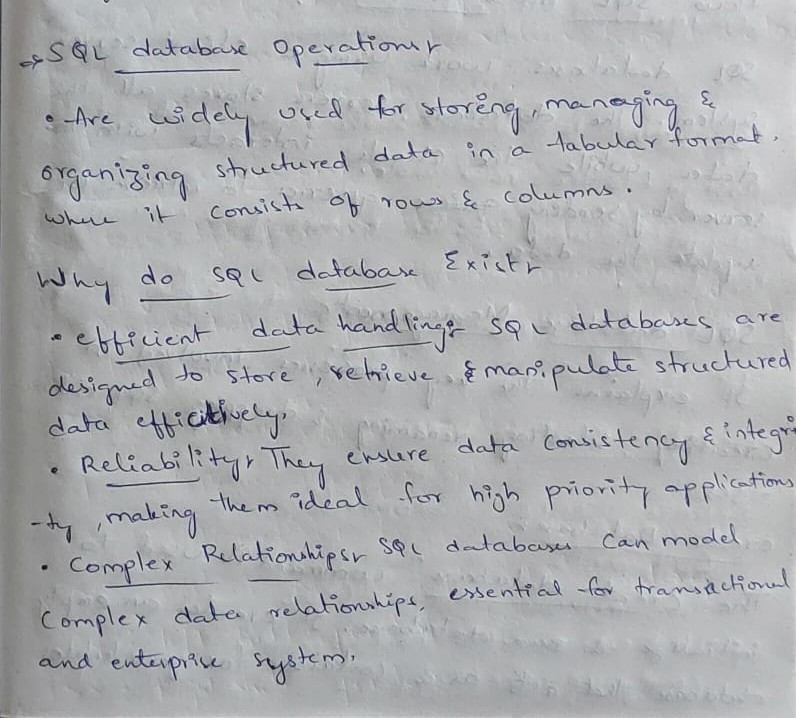 → SQL database Operations:
• Are widely used for storing, managing &
organizing structured data in a tabular format.
where it consists of rows & columns.
Why do SQL database Exist:
• efficient data handling: SQL databases are
designed to store, retrieve & manipulate structured
data effictively.
• Reliability: They ensure data consistency & integri
-ty, making them ideal for high priority applications
• Complex Relationships: SQL databases can model
complex data relationships, essential for transactional
and enterprise system.